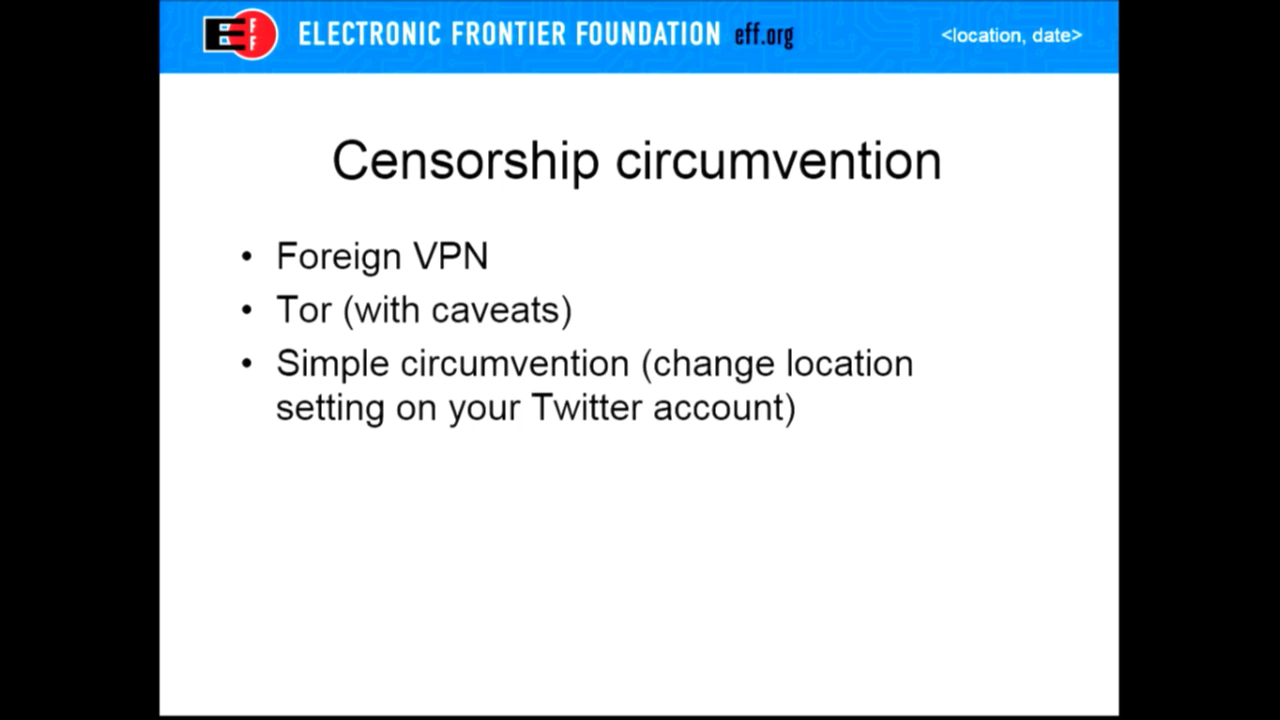 EFF ELECTRONIC FRONTIER FOUNDATION eff.org <location, date>
Censorship circumvention
• Foreign VPN
• Tor (with caveats)
• Simple circumvention (change location
setting on your Twitter account)